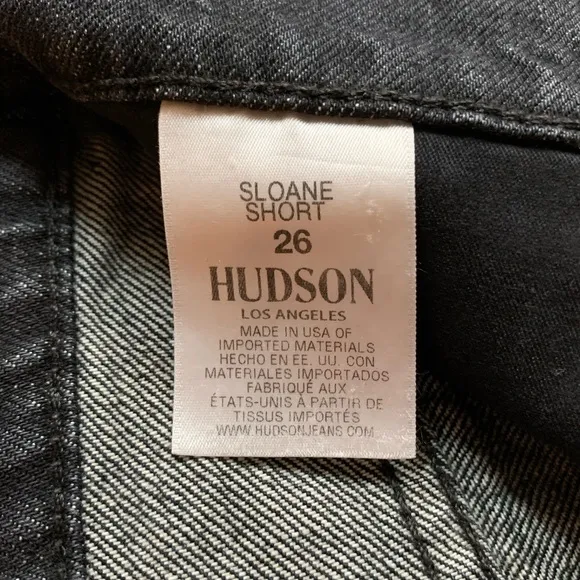 SLOANE
SHORT
26
HUDSON
LOS ANGELES
MADE IN USA OF
IMPORTED MATERIALS
HECHO EN EE. UU. CON
MATERIALES IMPORTADOS
FABRIQUÉ AUX
ÉTATS-UNIS À PARTIR DE
TISSUS IMPORTÉS
WWW.HUDSONJEANS.COM